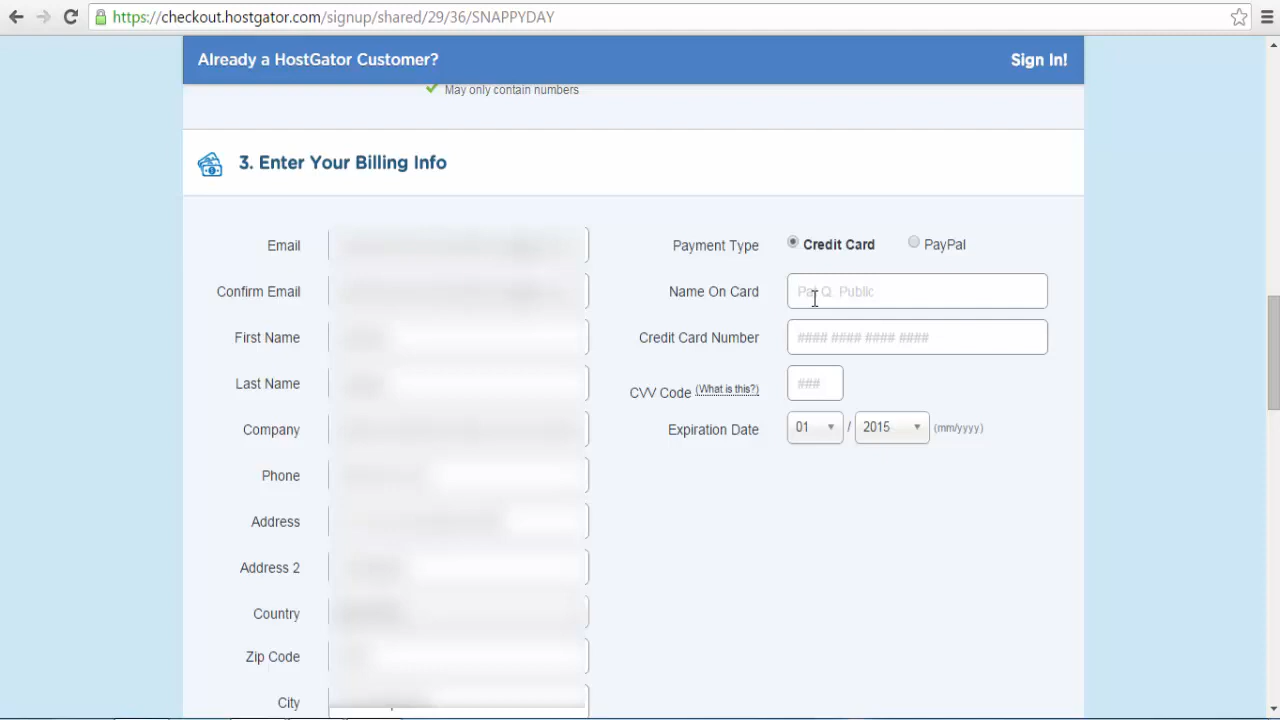 https://checkout.hostgator.com/signup/shared/29/36/SNAPPYDAY
Already a HostGator Customer?
Sign In!
May only contain numbers
3. Enter Your Billing Info
Email
Confirm Email
First Name
Last Name
Company
Phone
Address
Address 2
Country
Zip Code
City
Payment Type
Credit Card
PayPal
Name On Card
Pat Q. Public
Credit Card Number
#### #### #### ####
CVV Code (What is this?)
###
Expiration Date
01 / 2015 (mm/yyyy)